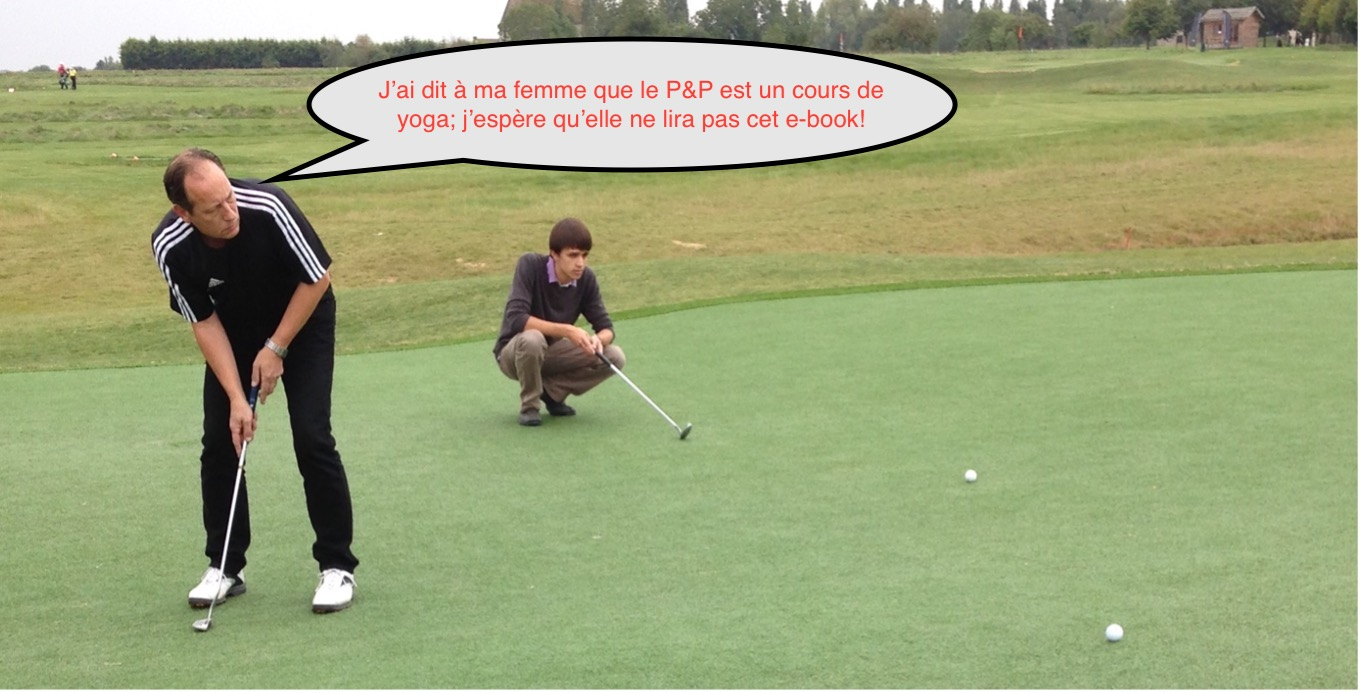 J’ai dit à ma femme que le P&P est un cours de
yoga; j’espère qu’elle ne lira pas cet e-book!